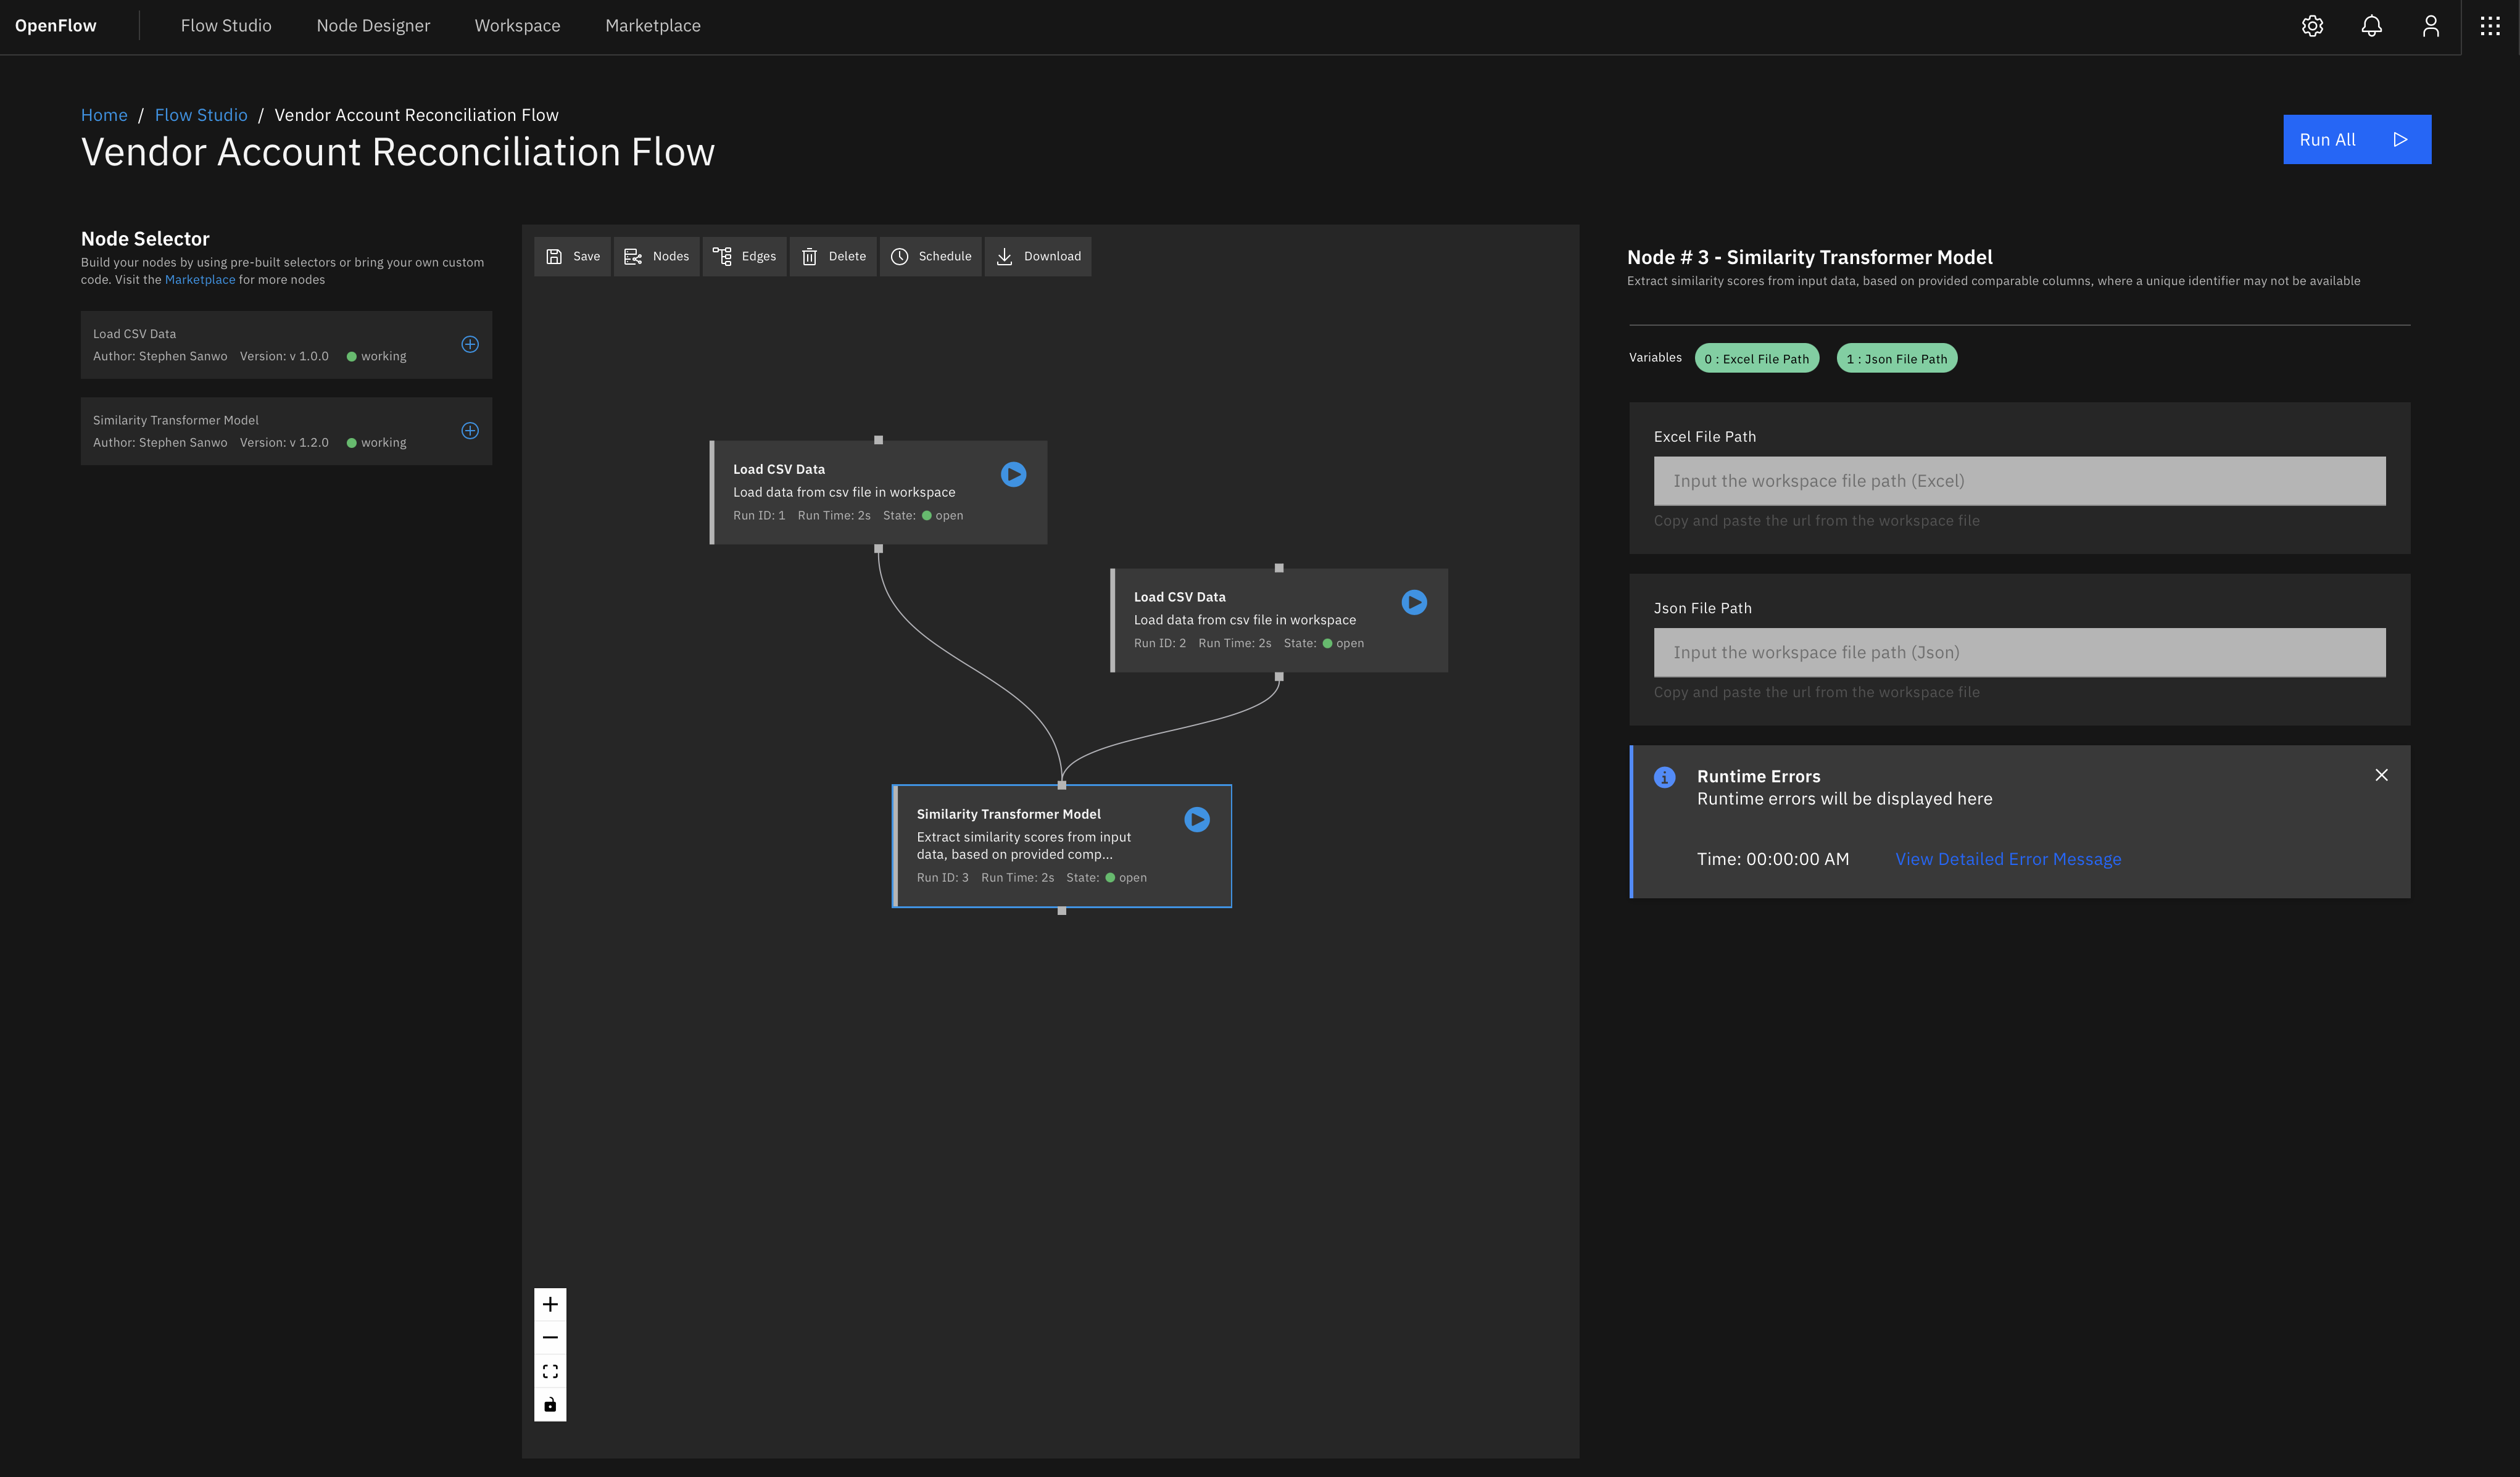 OpenFlow
Flow Studio
Node Designer
Workspace
Marketplace
Home / Flow Studio / Vendor Account Reconciliation Flow
Vendor Account Reconciliation Flow
Run All
Node Selector
Build your nodes by using pre-built selectors or bring your own custom
code. Visit the Marketplace for more nodes
Load CSV Data
Author: Stephen Sanwo Version: v 1.0.0 working
Similarity Transformer Model
Author: Stephen Sanwo Version: v 1.2.0 working
Save
Nodes
Edges
Delete
Schedule
Download
Load CSV Data
Load data from csv file in workspace
Run ID: 1 Run Time: 2s State: open
Load CSV Data
Load data from csv file in workspace
Run ID: 2 Run Time: 2s State: open
Similarity Transformer Model
Extract similarity scores from input
data, based on provided comp...
Run ID: 3 Run Time: 2s State: open
Node # 3 - Similarity Transformer Model
Extract similarity scores from input data, based on provided comparable columns, where a unique identifier may not be available
Variables
0 : Excel File Path
1 : Json File Path
Excel File Path
Input the workspace file path (Excel)
Copy and paste the url from the workspace file
Json File Path
Input the workspace file path (Json)
Copy and paste the url from the workspace file
Runtime Errors
Runtime errors will be displayed here
Time: 00:00:00 AM
View Detailed Error Message